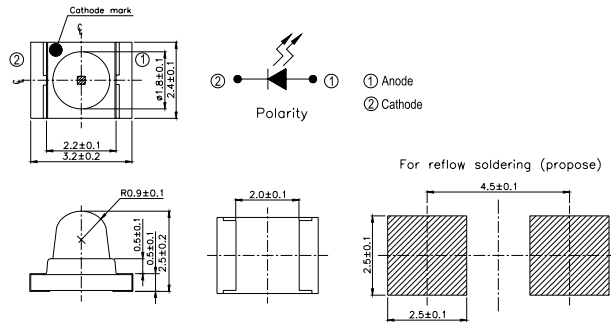 Cathode mark
℄
②
①
℄
ø1.8±0.1
2.4±0.1
2.2±0.1
3.2±0.2
②
①
Polarity
① Anode
② Cathode
R0.9±0.1
0.5±0.1
0.5±0.1
2.5±0.2
2.0±0.1
For reflow soldering (propose)
4.5±0.1
2.5±0.1
2.5±0.1